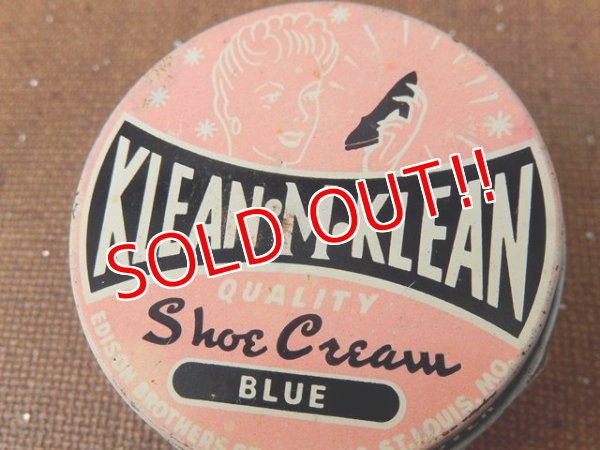 KLEAN·M·KLEAN
SOLD OUT!!
QUALITY
Shoe Cream
BLUE
EDISON BROTHERS ST. LOUIS, MO.